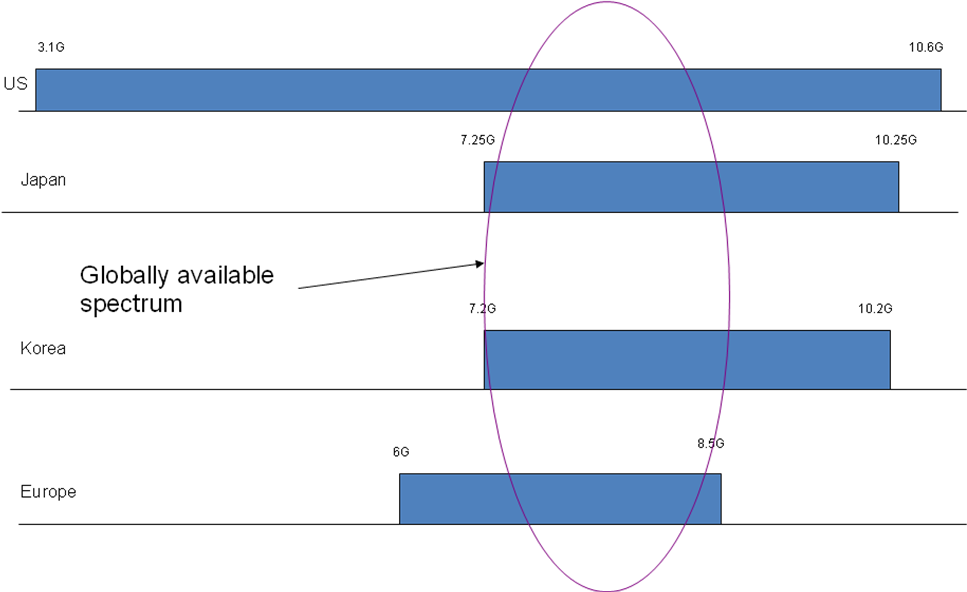 3.1G
10.6G
US
7.25G
10.25G
Japan
Globally available
spectrum
7.2G
10.2G
Korea
8.5G
6G
Europe